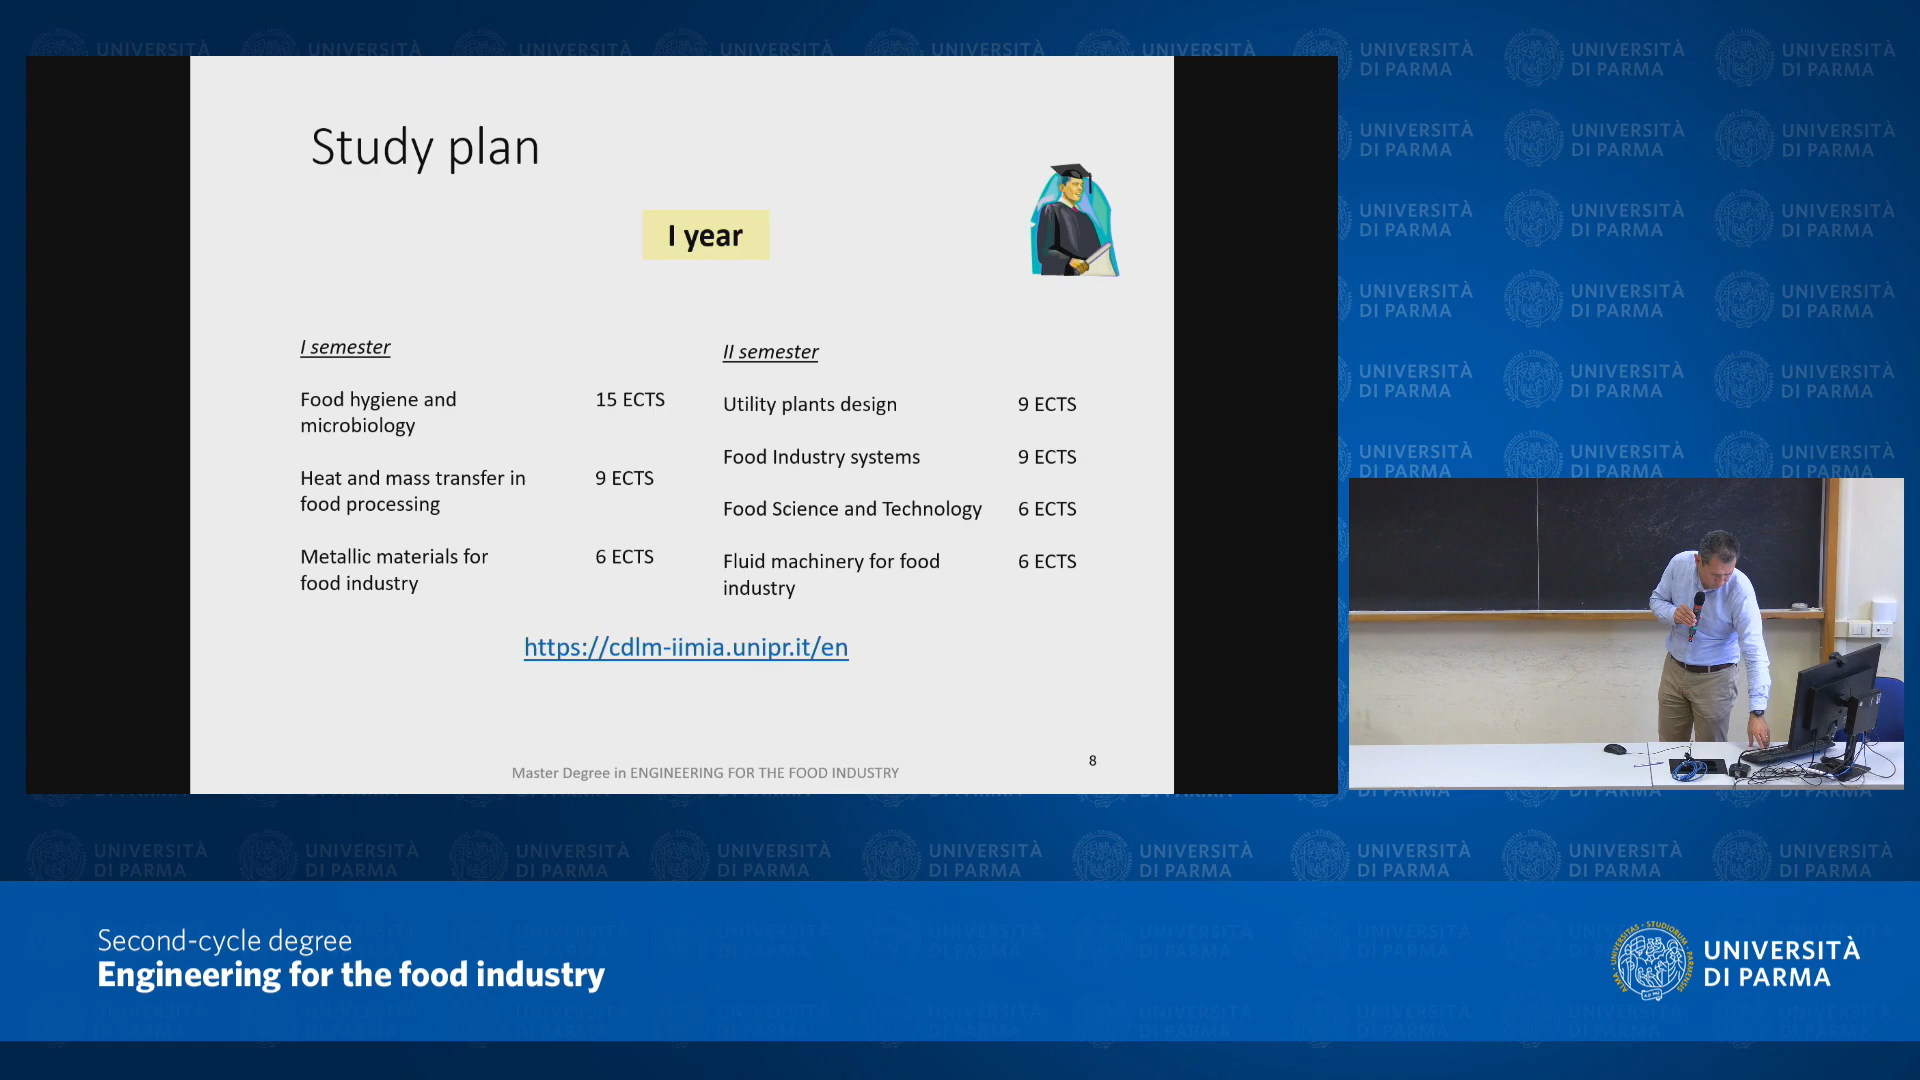 Study plan
I year
I semester
Food hygiene and 15 ECTS
microbiology
Heat and mass transfer in 9 ECTS
food processing
Metallic materials for 6 ECTS
food industry
II semester
Utility plants design 9 ECTS
Food Industry systems 9 ECTS
Food Science and Technology 6 ECTS
Fluid machinery for food 6 ECTS
industry
https://cdlm-iimia.unipr.it/en
Master Degree in ENGINEERING FOR THE FOOD INDUSTRY
8
Second-cycle degree
Engineering for the food industry
UNIVERSITÀ
DI PARMA